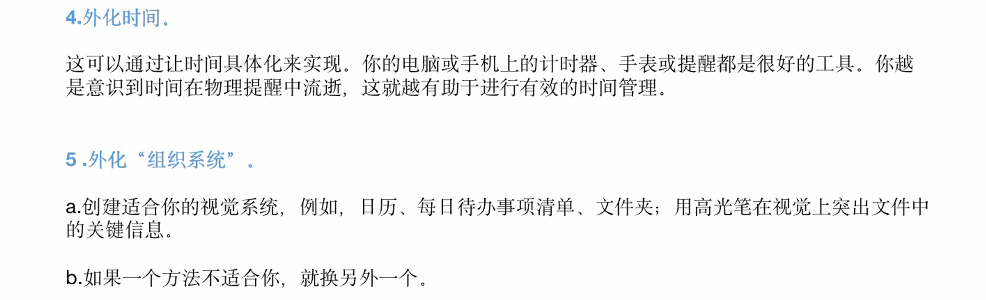 4.外化时间。
这可以通过让时间具体化来实现。你的电脑或手机上的计时器、手表或提醒都是很好的工具。你越
是意识到时间在物理提醒中流逝，这就越有助于进行有效的时间管理。
5 .外化“组织系统”。
a.创建适合你的视觉系统，例如，日历、每日待办事项清单、文件夹；用高光笔在视觉上突出文件中
的关键信息。
b.如果一个方法不适合你，就换另外一个。